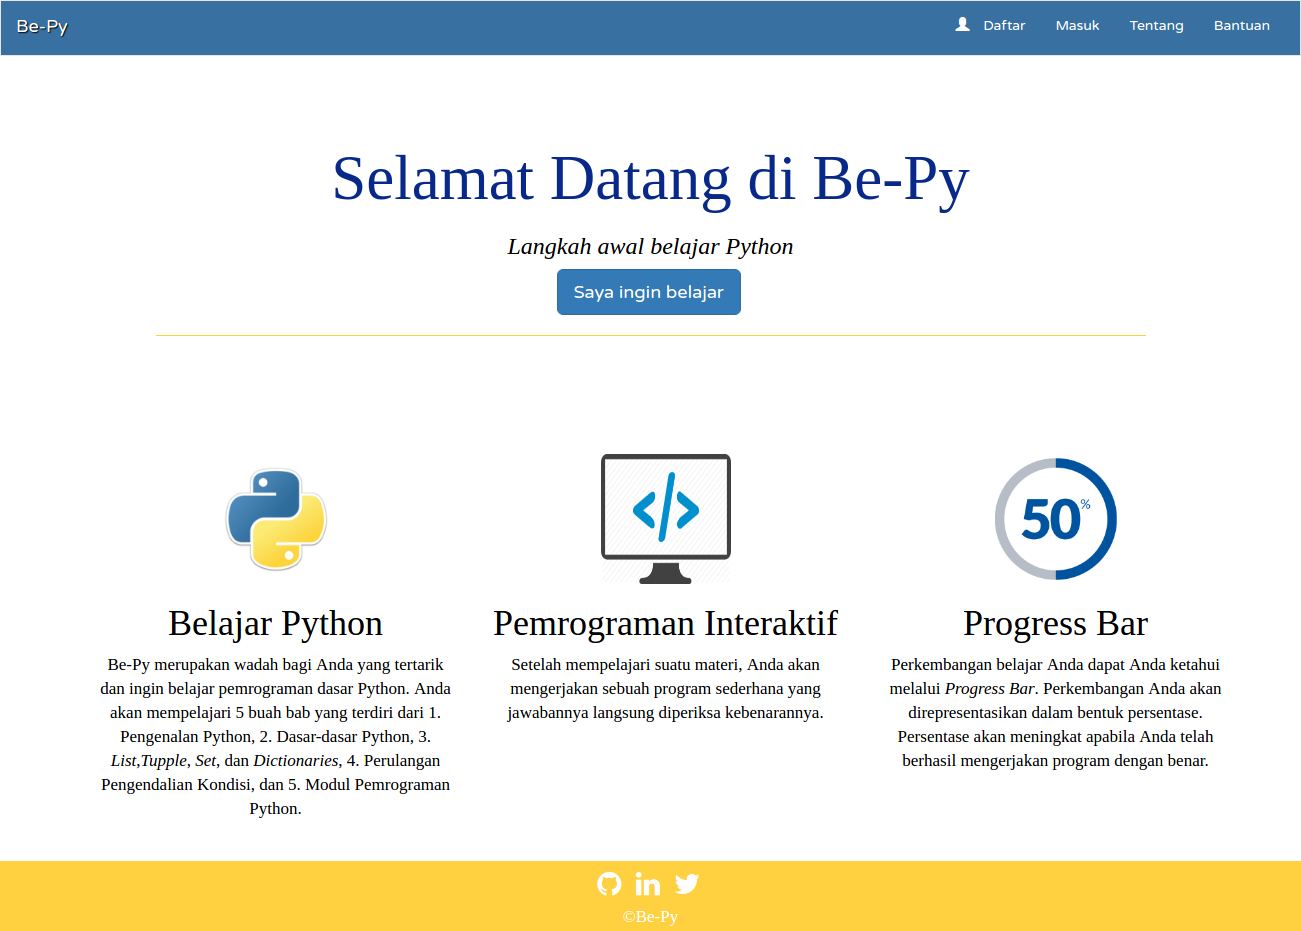 Be-Py
Daftar Masuk Tentang Bantuan
Selamat Datang di Be-Py
Langkah awal belajar Python
Saya ingin belajar
</>
50%
Belajar Python
Be-Py merupakan wadah bagi Anda yang tertarik
dan ingin belajar pemrograman dasar Python. Anda
akan mempelajari 5 buah bab yang terdiri dari 1.
Pengenalan Python, 2. Dasar-dasar Python, 3.
List,Tupple, Set, dan Dictionaries, 4. Perulangan
Pengendalian Kondisi, dan 5. Modul Pemrograman
Python.
Pemrograman Interaktif
Setelah mempelajari suatu materi, Anda akan
mengerjakan sebuah program sederhana yang
jawabannya langsung diperiksa kebenarannya.
Progress Bar
Perkembangan belajar Anda dapat Anda ketahui
melalui Progress Bar. Perkembangan Anda akan
direpresentasikan dalam bentuk persentase.
Persentase akan meningkat apabila Anda telah
berhasil mengerjakan program dengan benar.
in
©Be-Py